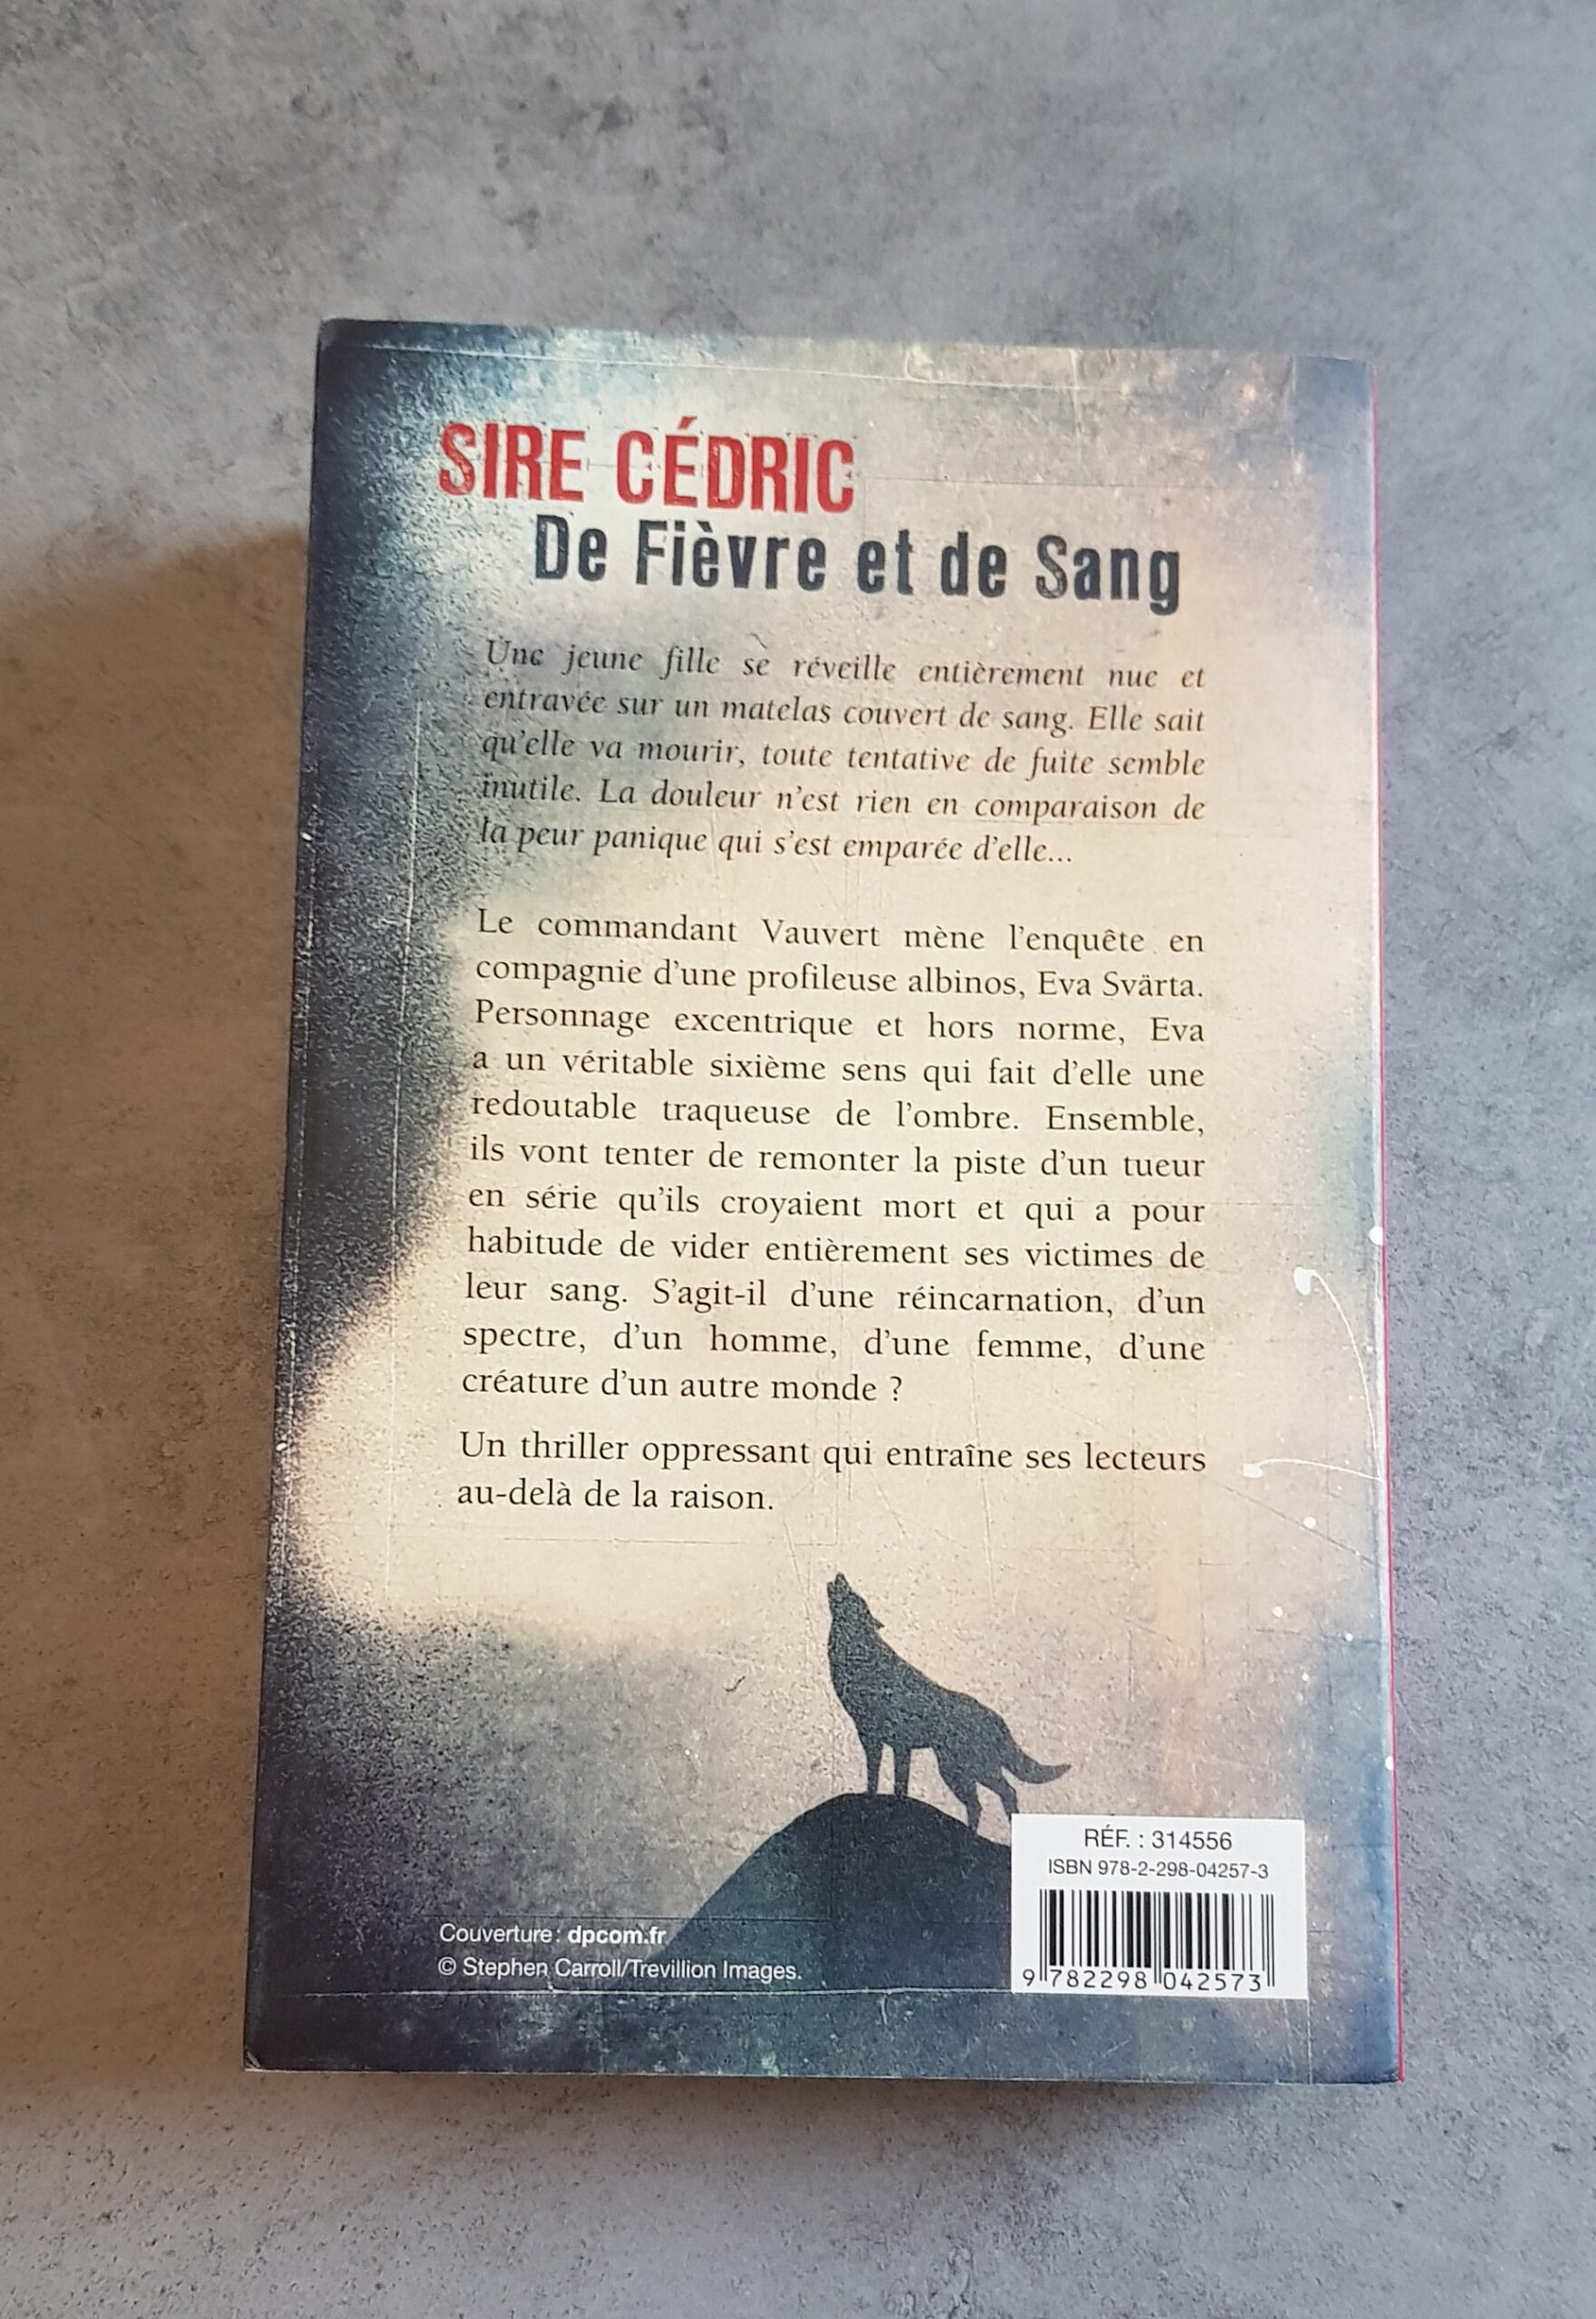 SIRE CÉDRIC
De Fièvre et de Sang
Une jeune fille se réveille entièrement nue et
entravée sur un matelas couvert de sang. Elle sait
qu'elle va mourir, toute tentative de fuite semble
inutile. La douleur n'est rien en comparaison de
la peur panique qui s'est emparée d'elle...
Le commandant Vauvert mène l'enquête en
compagnie d'une profileuse albinos, Eva Svärta.
Personnage excentrique et hors norme, Eva
a un véritable sixième sens qui fait d'elle une
redoutable traqueuse de l'ombre. Ensemble,
ils vont tenter de remonter la piste d'un tueur
en série qu'ils croyaient mort et qui a pour
habitude de vider entièrement ses victimes de
leur sang. S'agit-il d'une réincarnation, d'un
spectre, d'un homme, d'une femme, d'une
créature d'un autre monde ?
Un thriller oppressant qui entraîne ses lecteurs
au-delà de la raison.
RÉF. : 314556
ISBN 978-2-298-04257-3
9 782298 042573
Couverture : dpcom.fr
© Stephen Carroll/Trevillion Images.